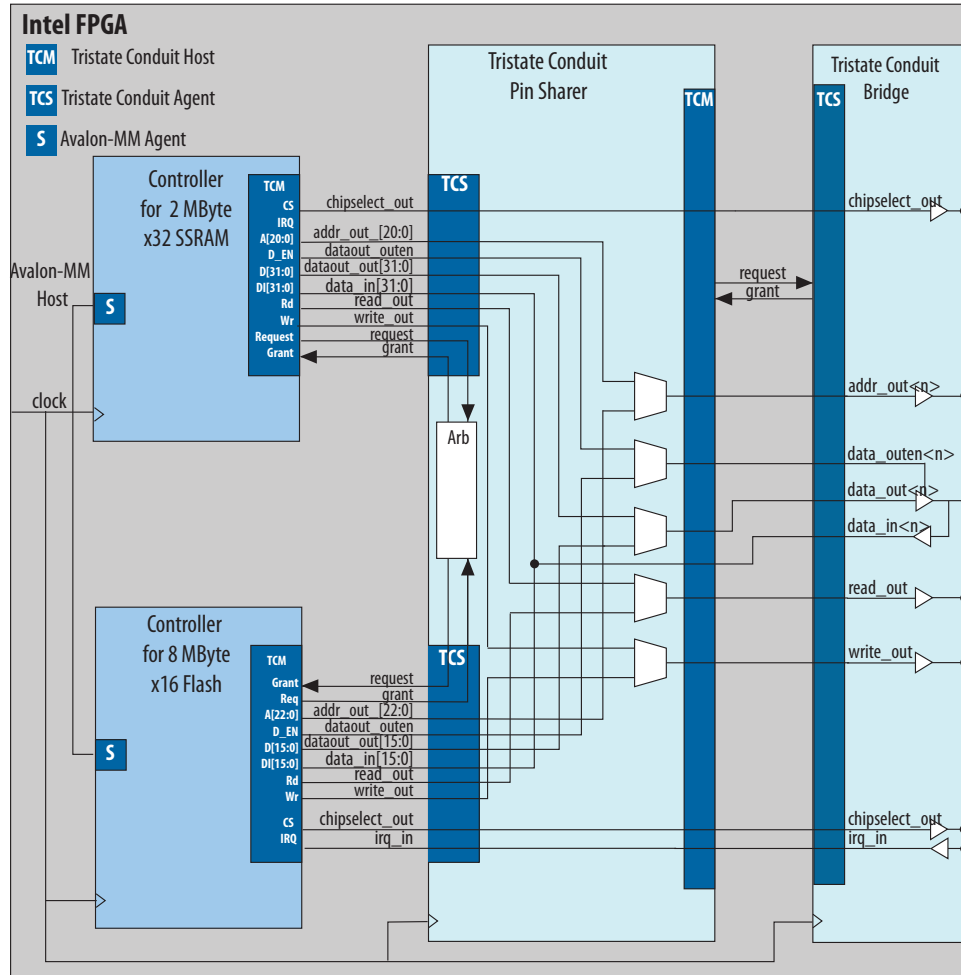 Intel FPGA
TCM Tristate Conduit Host
TCS Tristate Conduit Agent
S Avalon-MM Agent
Controller
for 2 MByte
x32 SSRAM
TCM
CS
IRQ
A[20:0]
D_EN
D[31:0]
DI[31:0]
Rd
Wr
Request
Grant
Avalon-MM
Host
S
clock
chipselect_out
addr_out_[20:0]
dataout_outen
dataout_out[31:0]
data_in[31:0]
read_out
write_out
request
grant
Tristate Conduit
Pin Sharer
TCS
TCM
Arb
TCS
request
grant
Tristate Conduit
Bridge
TCS
chipselect_out
addr_out<n>
data_outen<n>
data_out<n>
data_in<n>
read_out
write_out
chipselect_out
irq_in
Controller
for 8 MByte
x16 Flash
S
TCM
Grant
Req
A[22:0]
D_EN
D[15:0]
DI[15:0]
Rd
Wr
CS
IRQ
request
grant
addr_out_[22:0]
dataout_outen
dataout_out[15:0]
data_in[15:0]
read_out
write_out
chipselect_out
irq_in